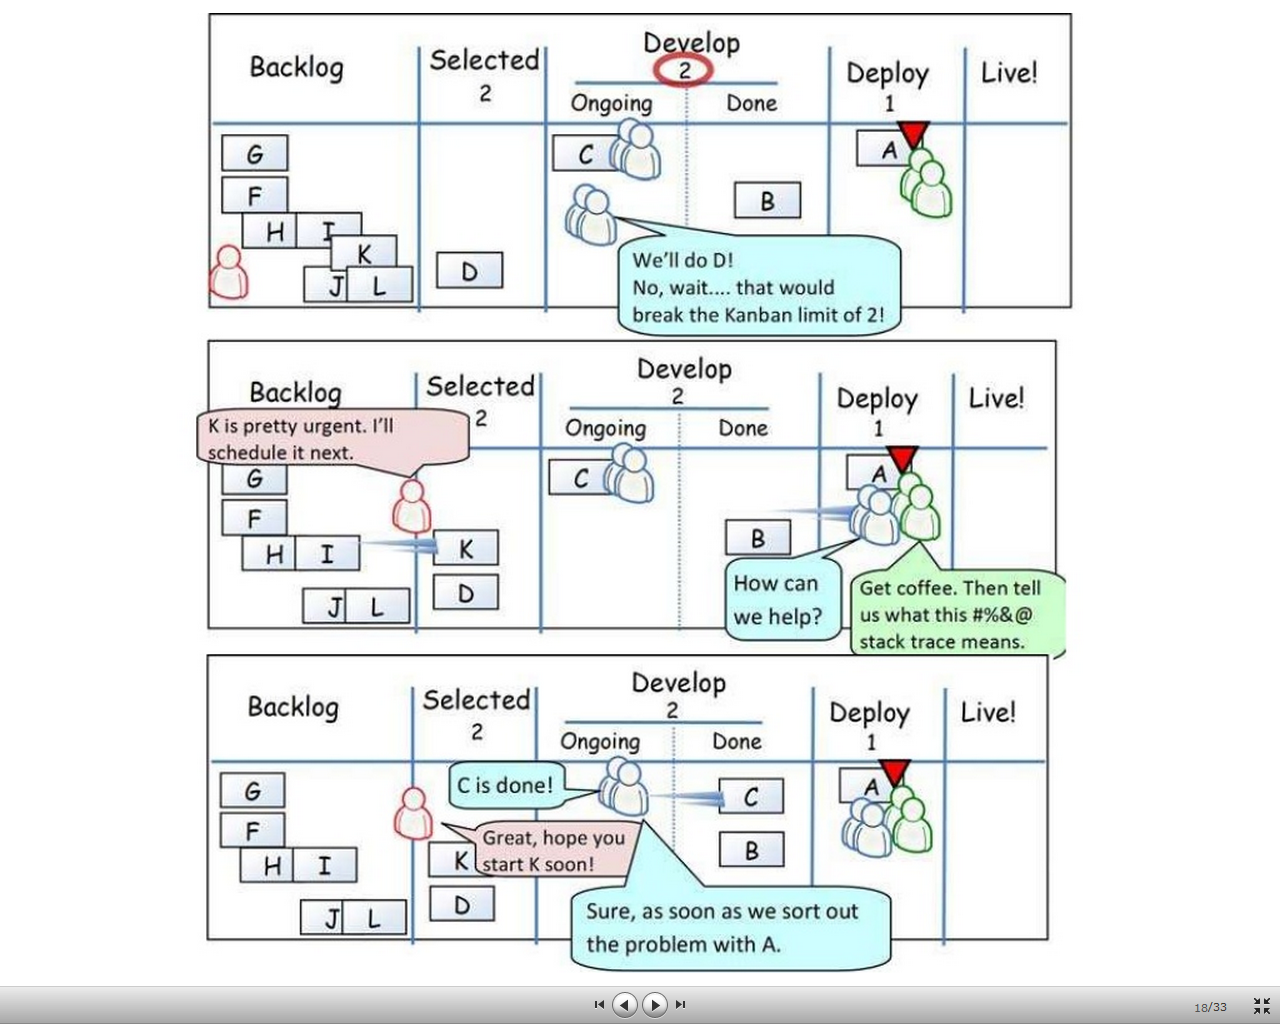 Backlog
Selected
2
Develop
2
Ongoing
Done
Deploy
1
Live!
G
F
H I
K
J L
D
C
B
A
We'll do D!
No, wait.... that would
break the Kanban limit of 2!
Backlog
Selected
2
Develop
2
Ongoing
Done
Deploy
1
Live!
K is pretty urgent. I'll
schedule it next.
G
F
H I
J L
K
D
C
B
A
How can
we help?
Get coffee. Then tell
us what this #%&@
stack trace means.
Backlog
Selected
2
Develop
2
Ongoing
Done
Deploy
1
Live!
G
F
H I
J L
C is done!
Great, hope you
start K soon!
K
D
C
B
A
Sure, as soon as we sort out
the problem with A.
18/33